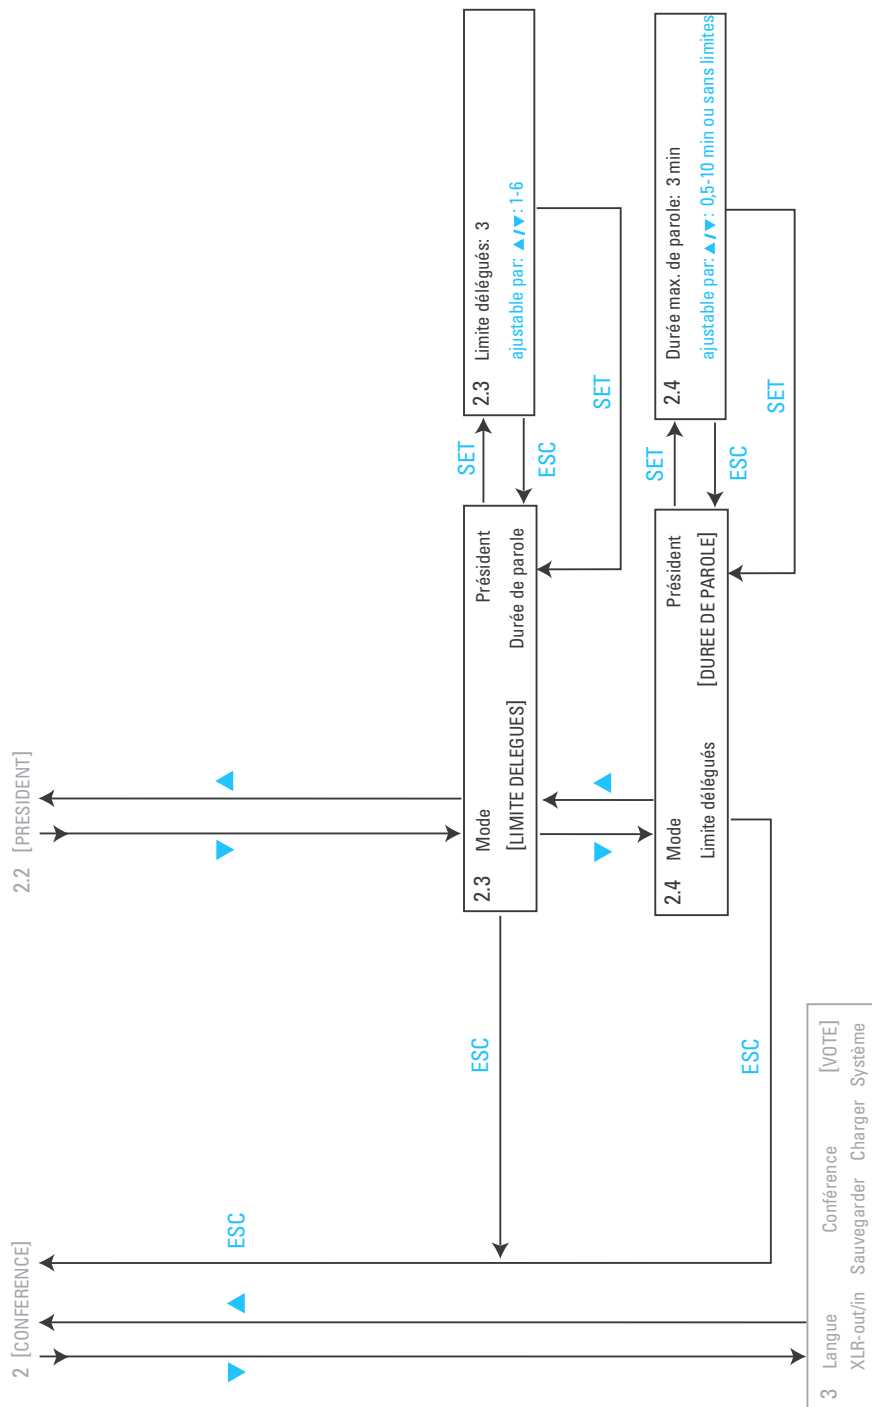 2 [CONFERENCE]
2.2 [PRESIDENT]
ESC
2.3 Mode Président
[LIMITE DELEGUES] Durée de parole
SET
ESC
2.3 Limite délégués: 3
ajustable par: ▲/▼: 1-6
SET
ESC
2.4 Mode Président
Limite délégués [DUREE DE PAROLE]
SET
ESC
2.4 Durée max. de parole: 3 min
ajustable par: ▲/▼: 0,5-10 min ou sans limites
SET
ESC
3 Langue Conférence [VOTE]
XLR-out/in Sauvegarder Charger Système